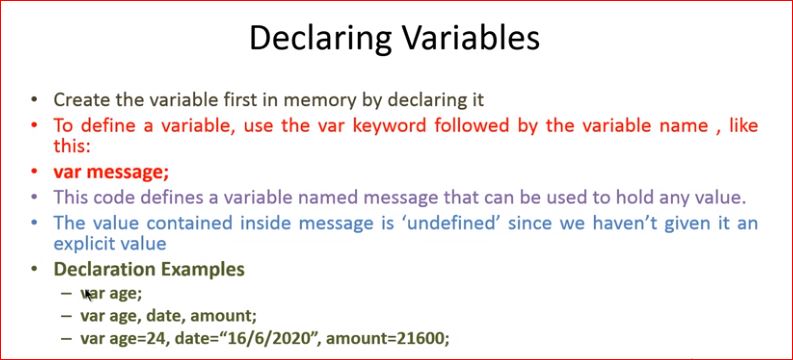 Declaring Variables
• Create the variable first in memory by declaring it
• To define a variable, use the var keyword followed by the variable name , like
this:
• var message;
• This code defines a variable named message that can be used to hold any value.
• The value contained inside message is ‘undefined’ since we haven’t given it an
explicit value
• Declaration Examples
– var age;
– var age, date, amount;
– var age=24, date=“16/6/2020”, amount=21600;